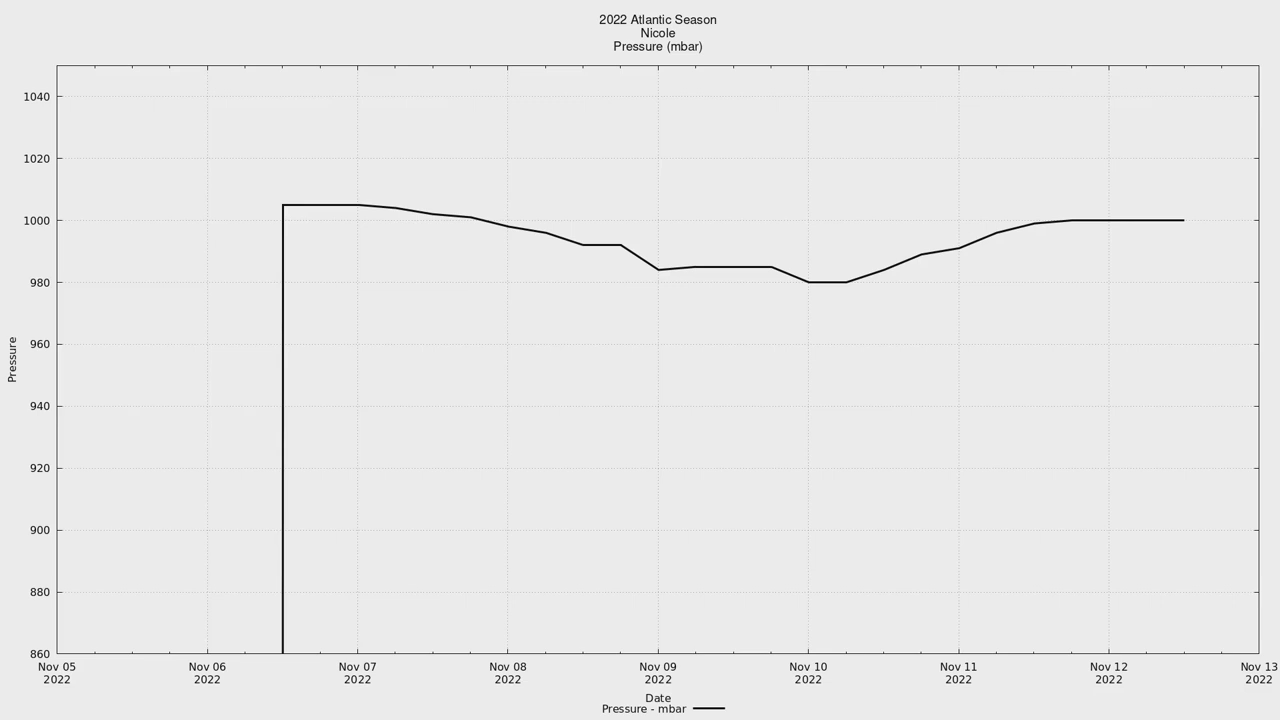 2022 Atlantic Season
Nicole
Pressure (mbar)
1040
1020
1000
980
960
940
920
900
880
860
Pressure
Nov 05 2022
Nov 06 2022
Nov 07 2022
Nov 08 2022
Nov 09 2022
Nov 10 2022
Nov 11 2022
Nov 12 2022
Nov 13 2022
Date
Pressure - mbar